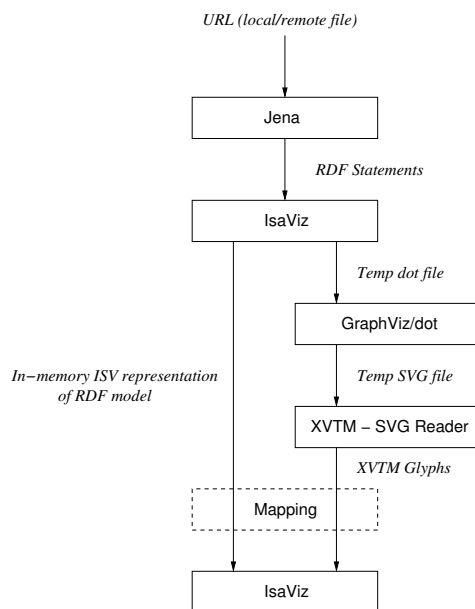 URL (local/remote file)
Jena
RDF Statements
IsaViz
Temp dot file
GraphViz/dot
In−memory ISV representation
of RDF model
Temp SVG file
XVTM − SVG Reader
XVTM Glyphs
Mapping
IsaViz